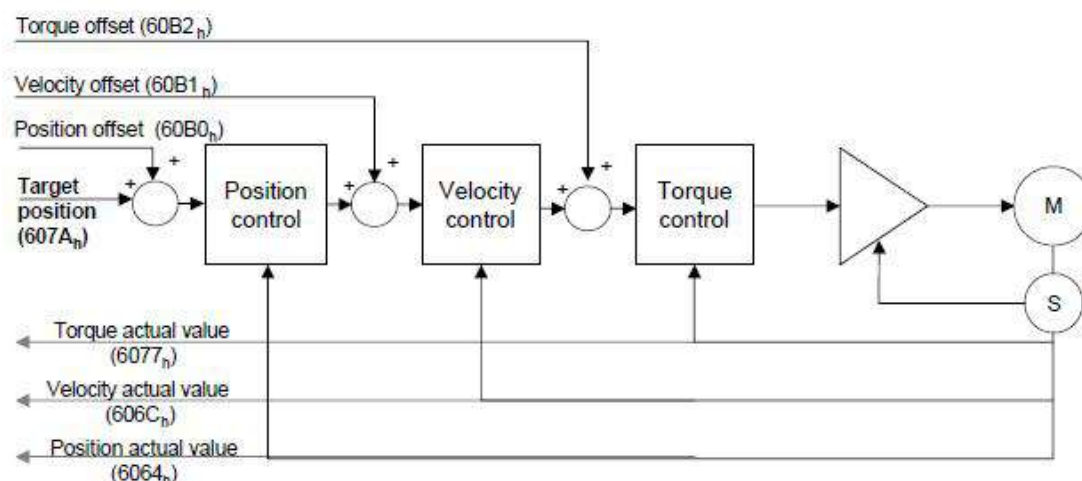 Torque offset (60B2h)
Velocity offset (60B1h)
Position offset (60B0h)
+
+
+
+
+
+
Target
position
(607Ah)
Position
control
Velocity
control
Torque
control
M
S
Torque actual value
(6077h)
Velocity actual value
(606Ch)
Position actual value
(6064h)